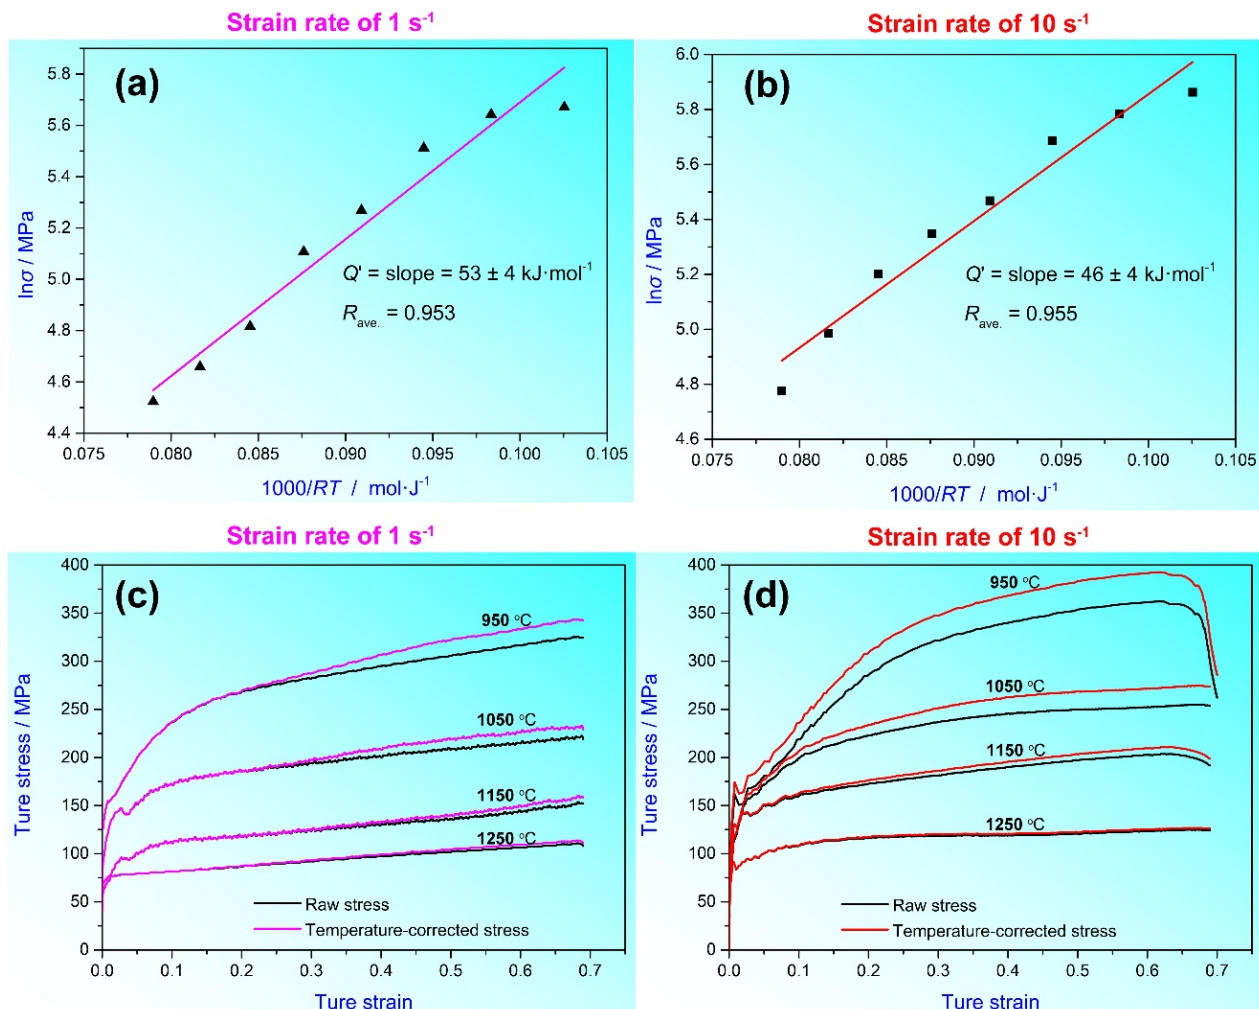 Strain rate of 1 s⁻¹
(a)
5.8
5.6
5.4
5.2
5.0
4.8
4.6
4.4
lnσ / MPa
Q' = slope = 53 ± 4 kJ·mol⁻¹
Rave. = 0.953
0.075 0.080 0.085 0.090 0.095 0.100 0.105
1000/RT / mol·J⁻¹
Strain rate of 10 s⁻¹
(b)
6.0
5.8
5.6
5.4
5.2
5.0
4.8
4.6
lnσ / MPa
Q' = slope = 46 ± 4 kJ·mol⁻¹
Rave. = 0.955
0.075 0.080 0.085 0.090 0.095 0.100 0.105
1000/RT / mol·J⁻¹
Strain rate of 1 s⁻¹
(c)
400
350
300
250
200
150
100
50
0
Ture stress / MPa
950 °C
1050 °C
1150 °C
1250 °C
Raw stress
Temperature-corrected stress
0.0 0.1 0.2 0.3 0.4 0.5 0.6 0.7
Ture strain
Strain rate of 10 s⁻¹
(d)
400
350
300
250
200
150
100
50
0
Ture stress / MPa
950 °C
1050 °C
1150 °C
1250 °C
Raw stress
Temperature-corrected stress
0.0 0.1 0.2 0.3 0.4 0.5 0.6 0.7
Ture strain